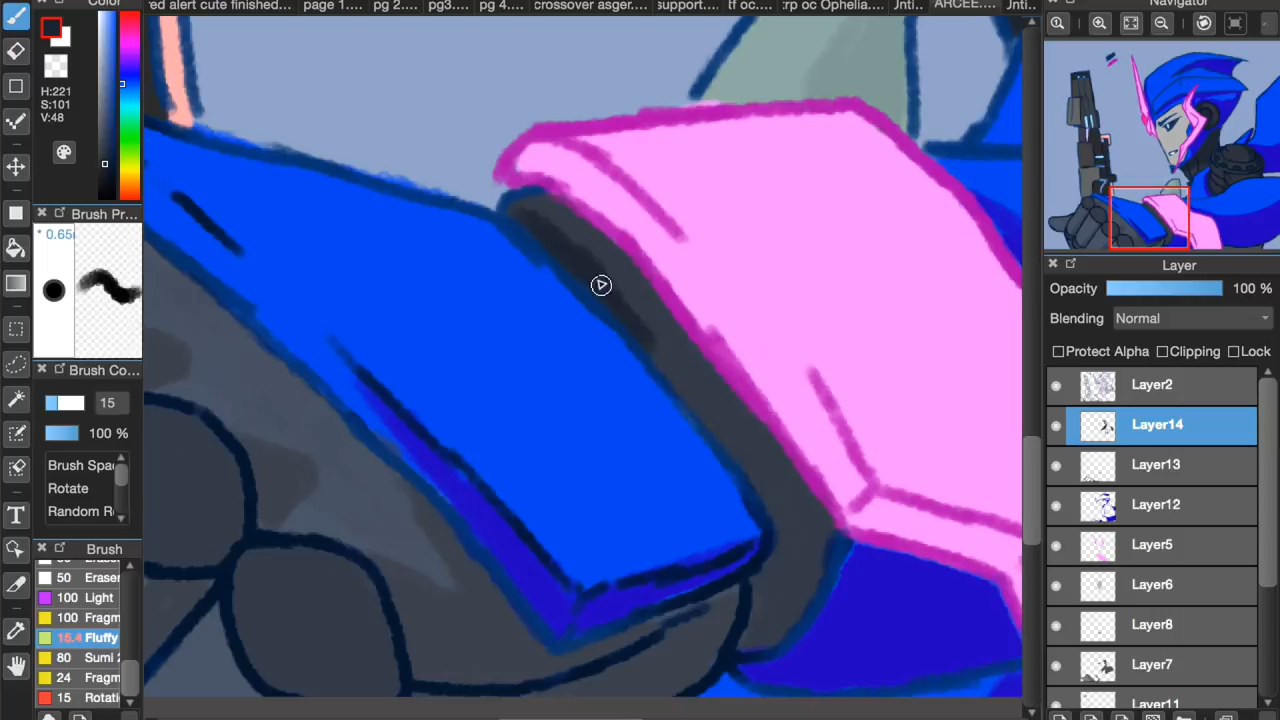 Color
red alert cute finished... page 1.... pg 2.... pg3.... pg 4.... crossover asger.... support.... lf oc.... :rp oc Ophelia.... Jnti.. ARCEE.... Jnti..
Navigator
H:221
S:101
V:48
Brush Pr...
* 0.65
Brush Co...
15
100 %
Brush Spa
Rotate
Random R
Brush
50 Eraser
100 Light
100 Fragm
15.4 Fluffy
80 Sumi 2
24 Fragm
15 Rotati
Layer
Opacity 100 %
Blending Normal
Protect Alpha Clipping Lock
Layer2
Layer14
Layer13
Layer12
Layer5
Layer6
Layer8
Layer7
Layer11